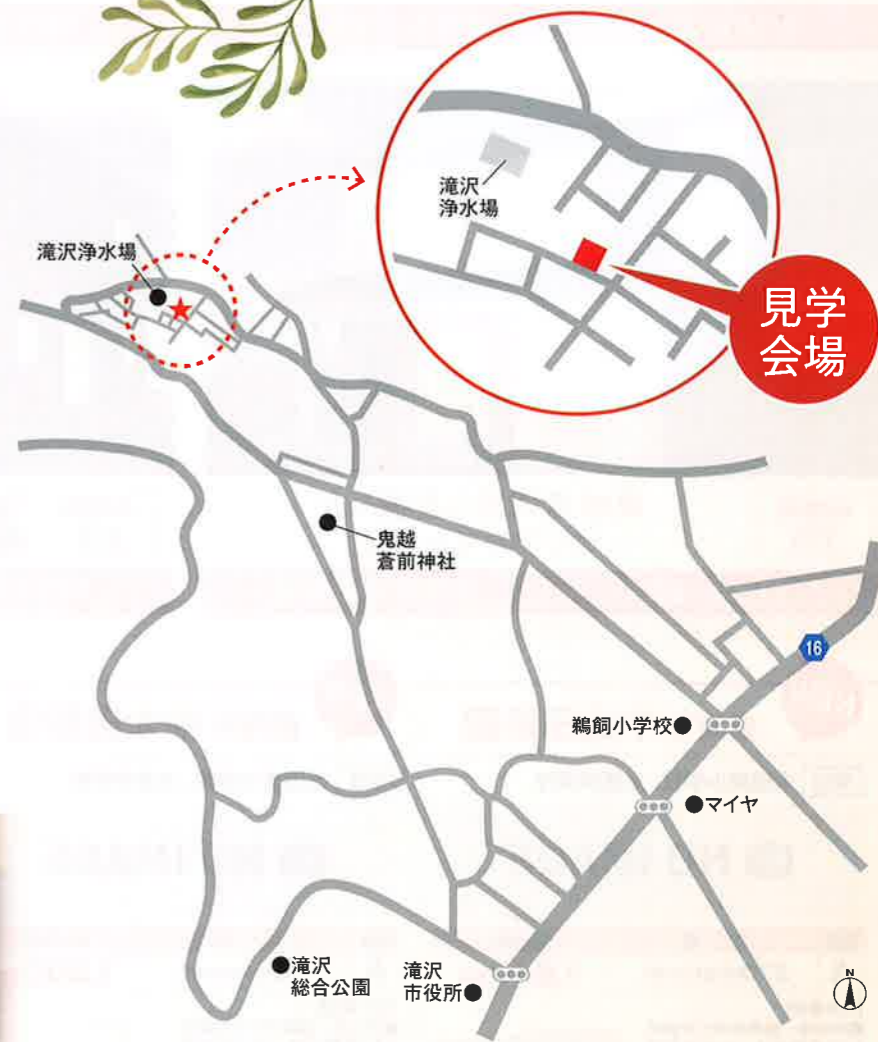 滝沢
浄水場
見学
会場
滝沢浄水場
鬼越
蒼前神社
16
鵜飼小学校
マイヤ
滝沢
総合公園
滝沢
市役所
N